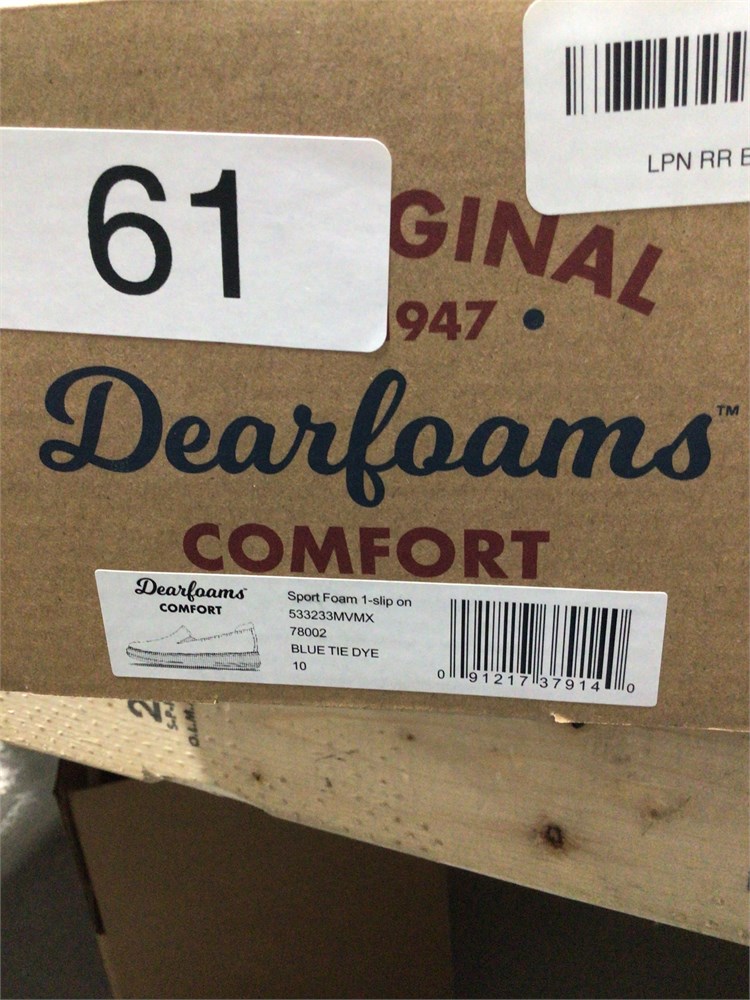 LPN RR E
61
GINAL
947 •
Dearfoams™
COMFORT
Dearfoams
COMFORT
Sport Foam 1-slip on
533233MVMX
78002
BLUE TIE DYE
10
0 91217 37914 0
2
S-P-